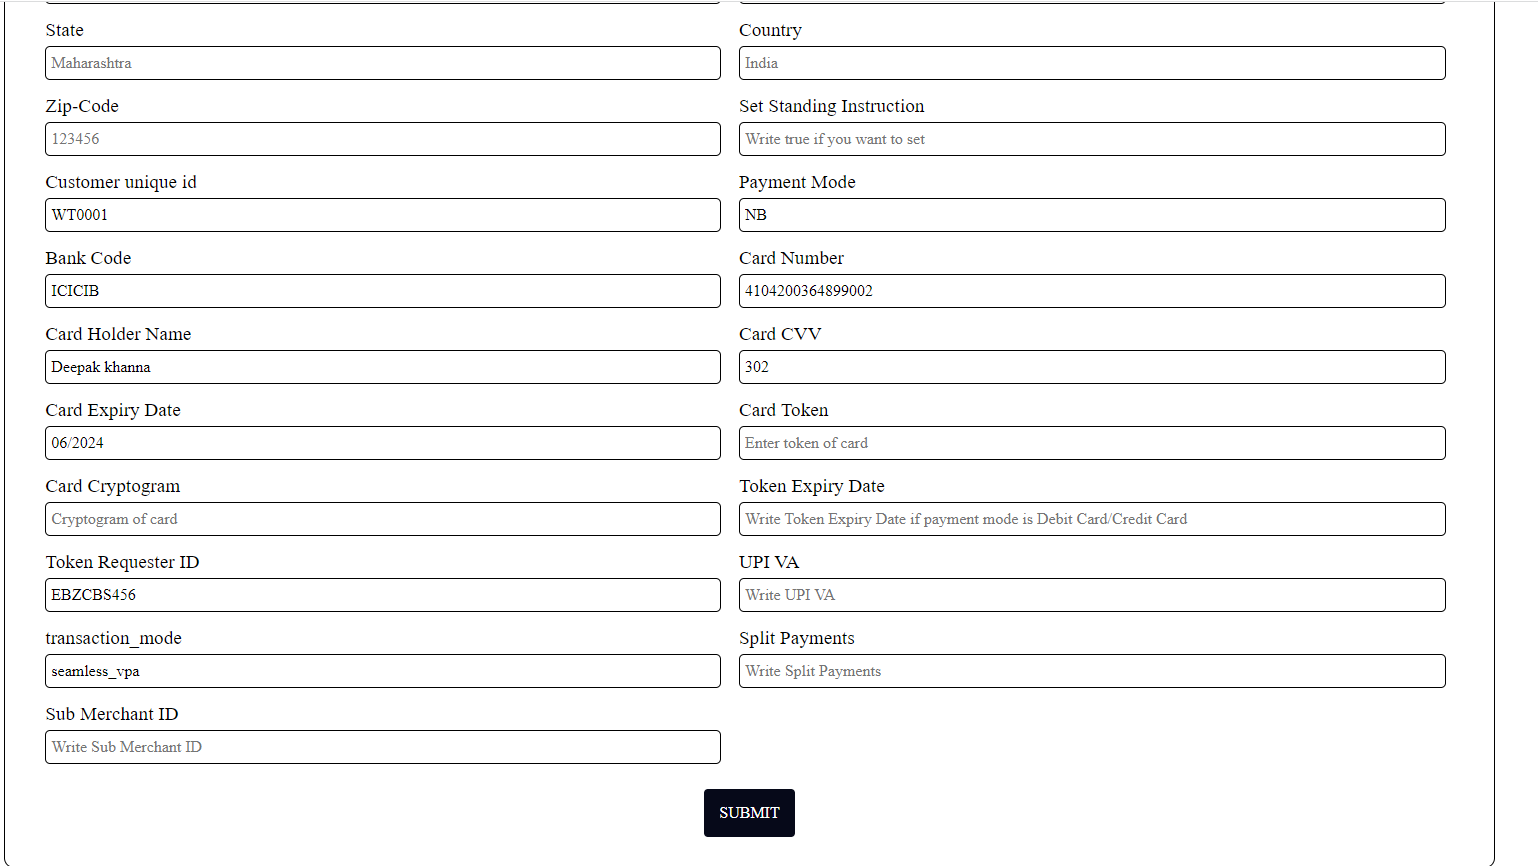 State
Country
Maharashtra
India
Zip-Code
Set Standing Instruction
123456
Write true if you want to set
Customer unique id
Payment Mode
WT0001
NB
Bank Code
Card Number
ICICIB
4104200364899002
Card Holder Name
Card CVV
Deepak khanna
302
Card Expiry Date
Card Token
06/2024
Enter token of card
Card Cryptogram
Token Expiry Date
Cryptogram of card
Write Token Expiry Date if payment mode is Debit Card/Credit Card
Token Requester ID
UPI VA
EBZCBS456
Write UPI VA
transaction_mode
Split Payments
seamless_vpa
Write Split Payments
Sub Merchant ID
Write Sub Merchant ID
SUBMIT